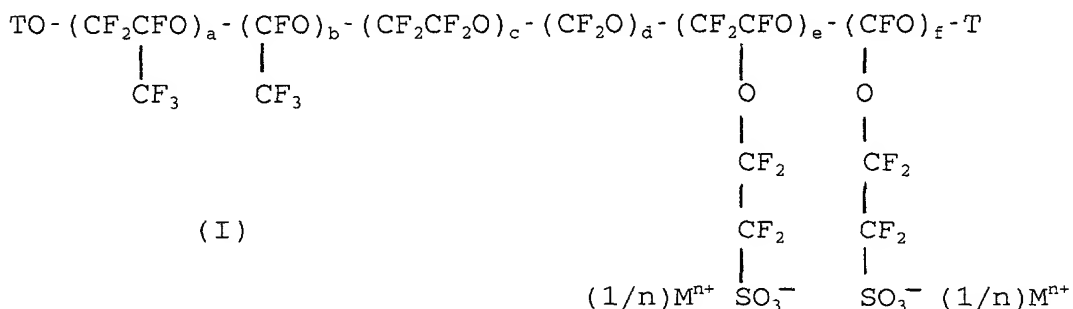 TO-(CF₂CFO)ₐ-(CFO)b-(CF₂CF₂O)c-(CF₂O)d-(CF₂CFO)ₑ-(CFO)f-T
CF₃ CF₃ O O
CF₂ CF₂
(I)
CF₂ CF₂
(1/n)Mⁿ⁺ SO₃⁻ SO₃⁻ (1/n)Mⁿ⁺